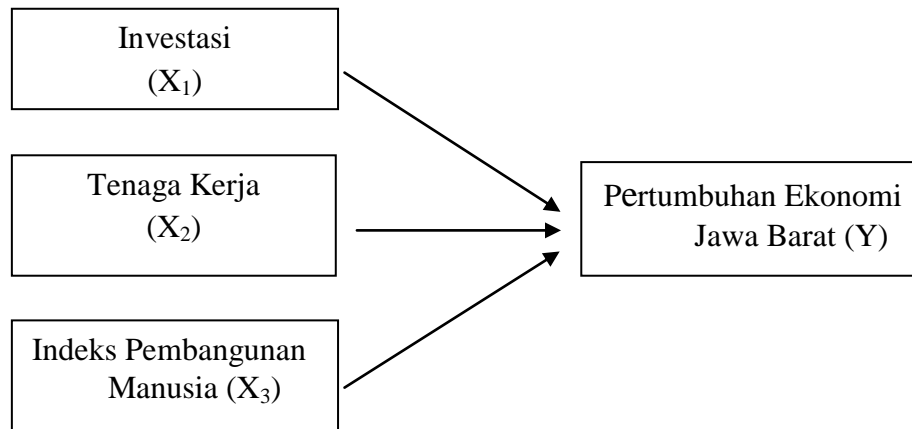 Investasi
(X₁)
Tenaga Kerja
(X₂)
Indeks Pembangunan
Manusia (X₃)
Pertumbuhan Ekonomi
Jawa Barat (Y)